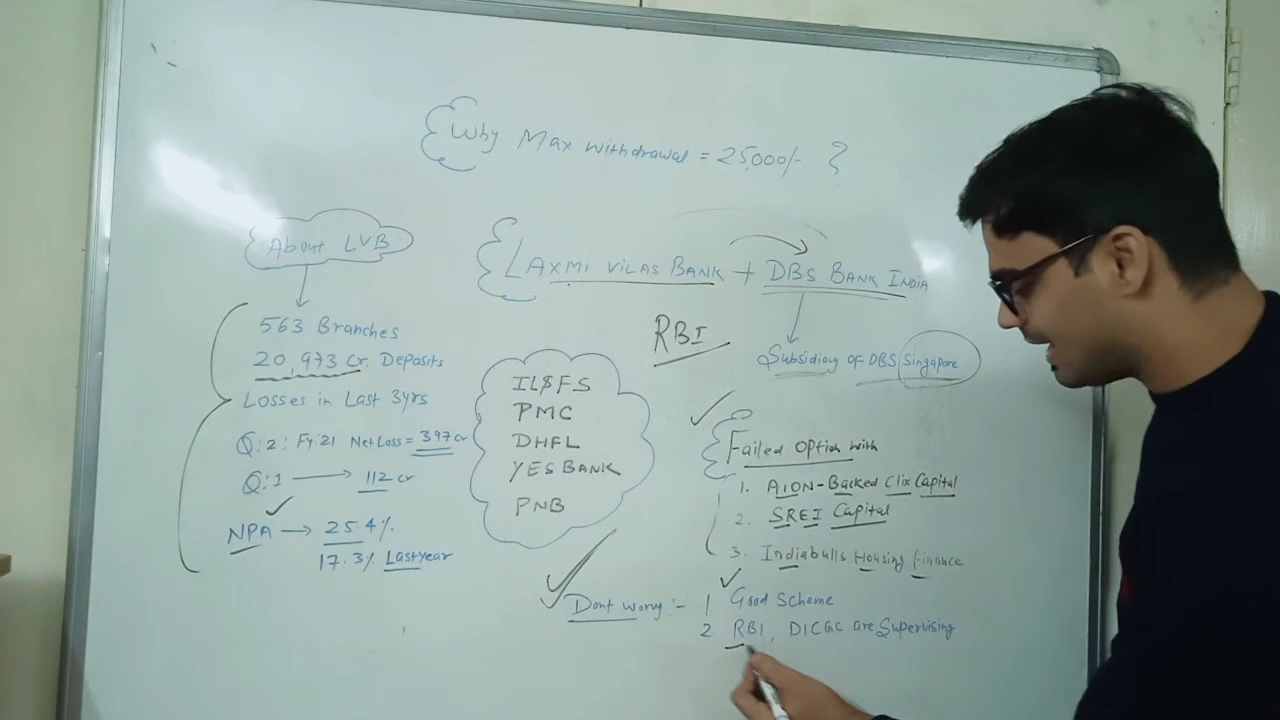 Why Max withdrawal = 25,000/- ?
About LVB
563 Branches
20,973 Cr. Deposits
Losses in Last 3yrs
Q:2: Fy'21 Net Loss = 397 cr
Q:1 → 112 cr
NPA → 25.4%
17.3% Last year
LAXMI VILAS BANK + DBS BANK INDIA
RBI
Subsidiary of DBS Singapore
IL$FS
PMC
DHFL
YES BANK
PNB
Failed option with
1. AION-Backed Clix Capital
2. SREI Capital
3. Indiabulls Housing Finance
Dont worry :- 1. Good Scheme
2. RBI, DICGC are Supervising